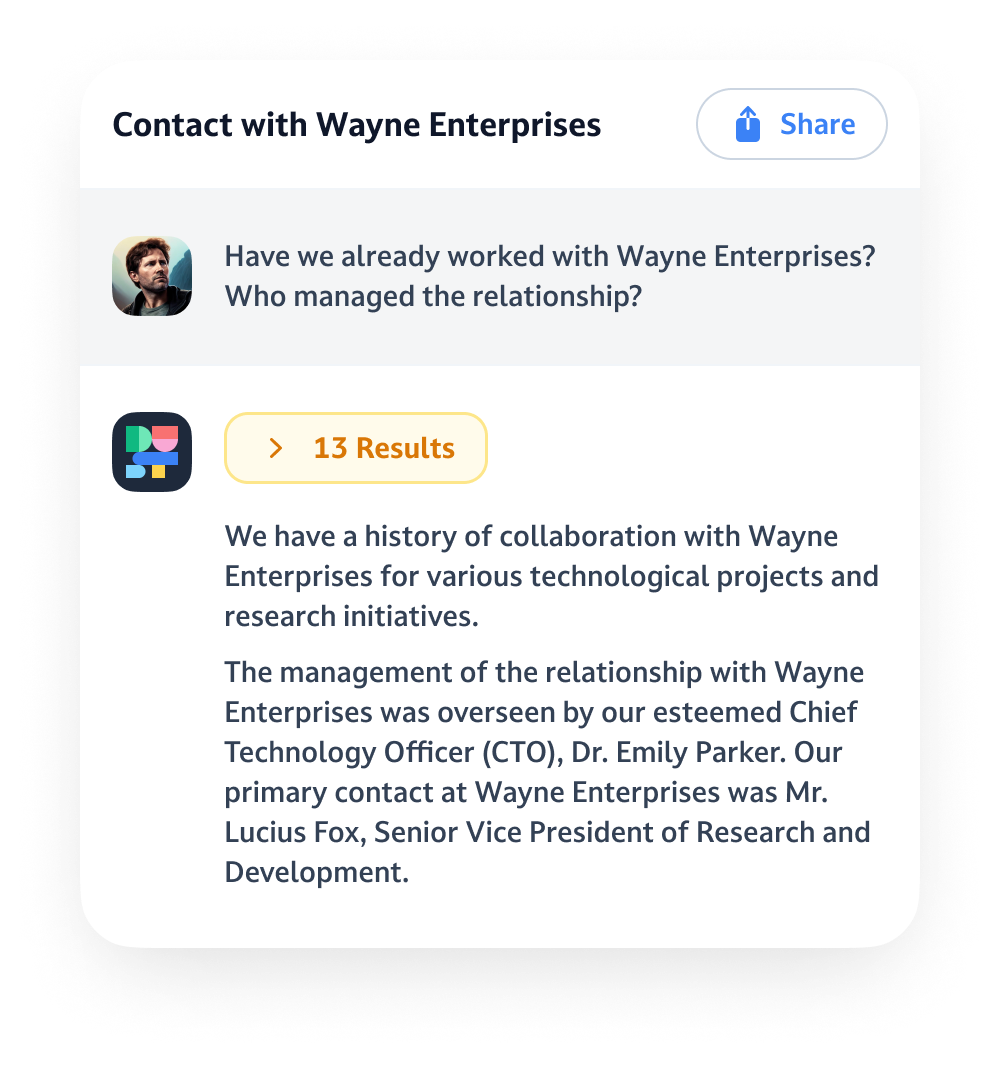 Contact with Wayne Enterprises
Share
Have we already worked with Wayne Enterprises?
Who managed the relationship?
13 Results
We have a history of collaboration with Wayne
Enterprises for various technological projects and
research initiatives.
The management of the relationship with Wayne
Enterprises was overseen by our esteemed Chief
Technology Officer (CTO), Dr. Emily Parker. Our
primary contact at Wayne Enterprises was Mr.
Lucius Fox, Senior Vice President of Research and
Development.